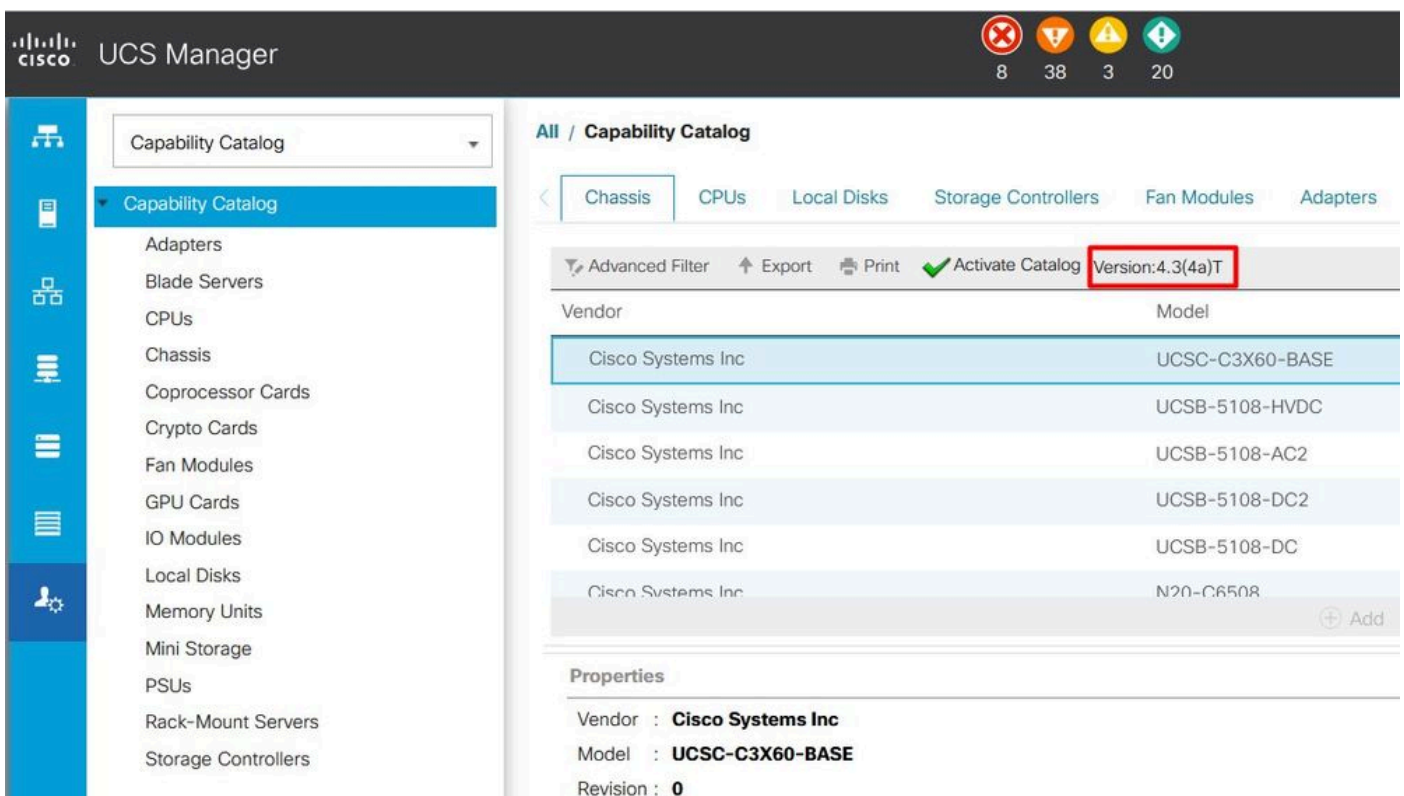 CISCO
UCS Manager
8 38 3 20
Capability Catalog
Capability Catalog
Adapters
Blade Servers
CPUs
Chassis
Coprocessor Cards
Crypto Cards
Fan Modules
GPU Cards
IO Modules
Local Disks
Memory Units
Mini Storage
PSUs
Rack-Mount Servers
Storage Controllers
All / Capability Catalog
Chassis CPUs Local Disks Storage Controllers Fan Modules Adapters
Advanced Filter Export Print Activate Catalog Version:4.3(4a)T
Vendor Model
Cisco Systems Inc UCSC-C3X60-BASE
Cisco Systems Inc UCSB-5108-HVDC
Cisco Systems Inc UCSB-5108-AC2
Cisco Systems Inc UCSB-5108-DC2
Cisco Systems Inc UCSB-5108-DC
Cisco Systems Inc N20-C6508
Add
Properties
Vendor : Cisco Systems Inc
Model : UCSC-C3X60-BASE
Revision : 0